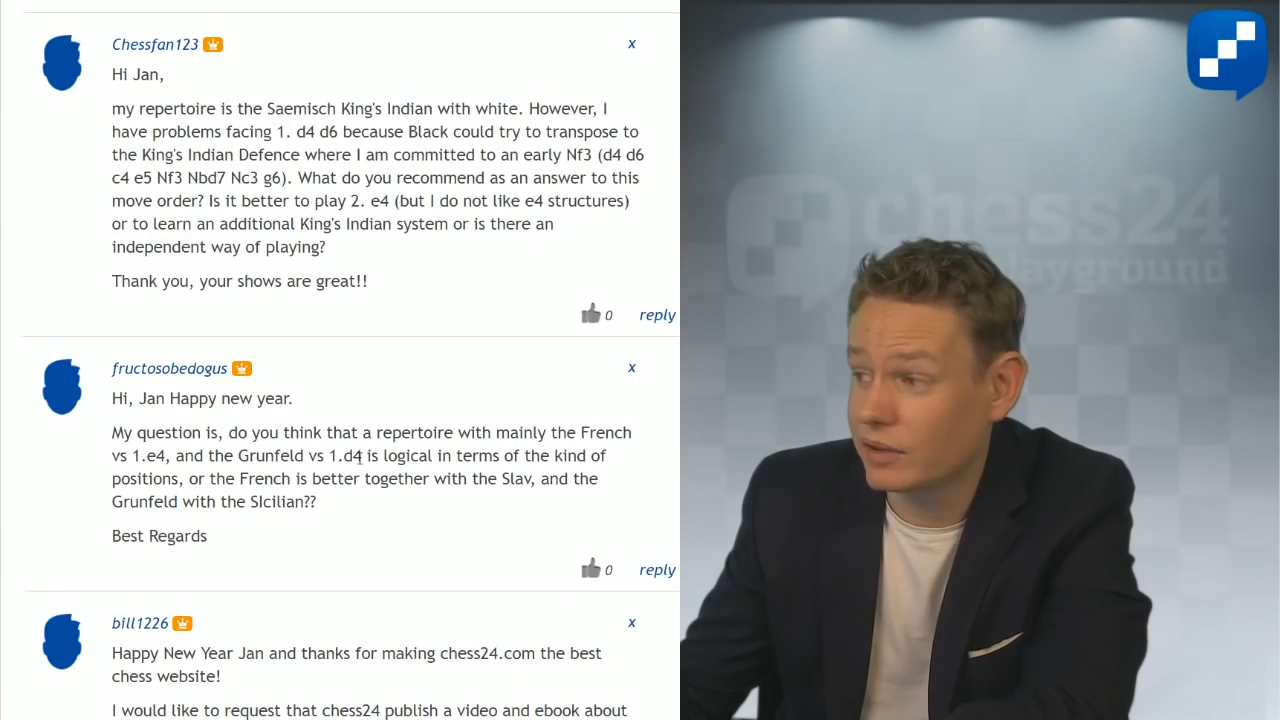 Chessfan123
x
Hi Jan,
my repertoire is the Saemisch King's Indian with white. However, I
have problems facing 1. d4 d6 because Black could try to transpose to
the King's Indian Defence where I am committed to an early Nf3 (d4 d6
c4 e5 Nf3 Nbd7 Nc3 g6). What do you recommend as an answer to this
move order? Is it better to play 2. e4 (but I do not like e4 structures)
or to learn an additional King's Indian system or is there an
independent way of playing?
Thank you, your shows are great!!
0 reply
fructosobedogus
x
Hi, Jan Happy new year.
My question is, do you think that a repertoire with mainly the French
vs 1.e4, and the Grunfeld vs 1.d4 is logical in terms of the kind of
positions, or the French is better together with the Slav, and the
Grunfeld with the SIcilian??
Best Regards
0 reply
bill1226
x
Happy New Year Jan and thanks for making chess24.com the best
chess website!
I would like to request that chess24 publish a video and ebook about
chess24
playground